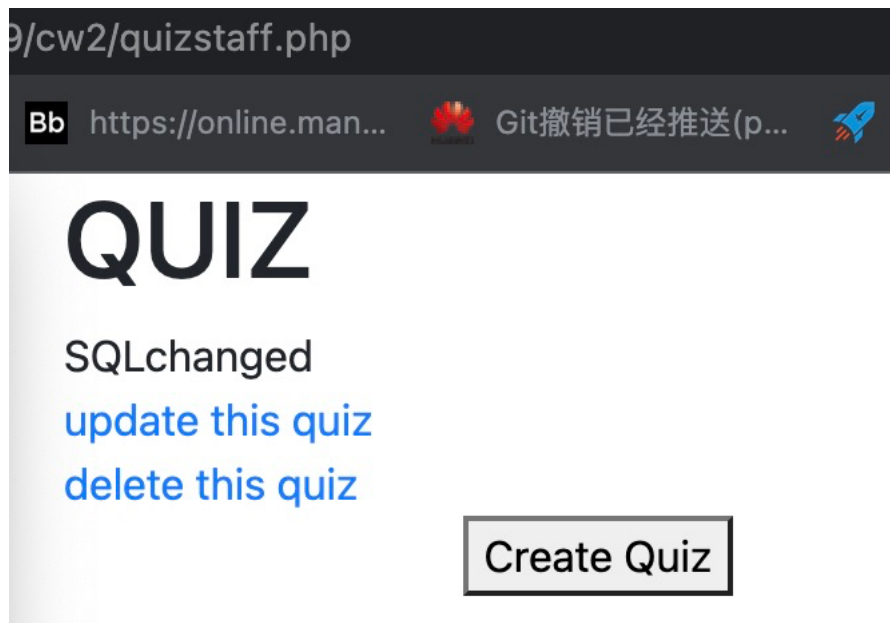 9/cw2/quizstaff.php
Bb https://online.man... Git撤销已经推送(p...
QUIZ
SQLchanged
update this quiz
delete this quiz
Create Quiz